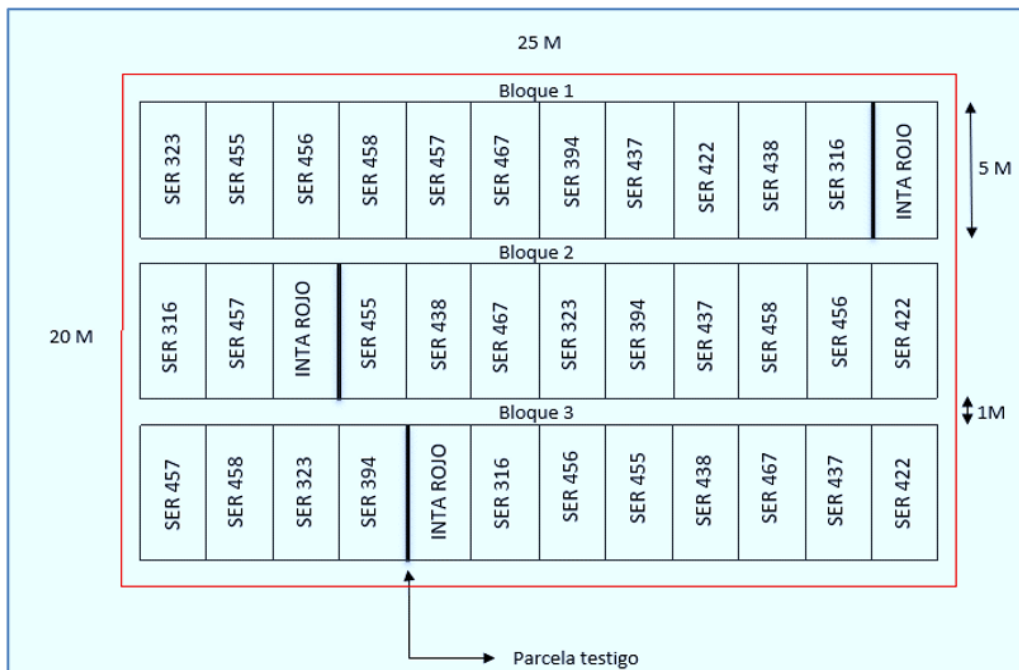 25 M
Bloque 1
SER 323
SER 455
SER 456
SER 458
SER 457
SER 467
SER 394
SER 437
SER 422
SER 438
SER 316
INTA ROJO
5 M
Bloque 2
SER 316
SER 457
INTA ROJO
SER 455
SER 438
SER 467
SER 323
SER 394
SER 437
SER 458
SER 456
SER 422
20 M
Bloque 3
1M
SER 457
SER 458
SER 323
SER 394
INTA ROJO
SER 316
SER 456
SER 455
SER 438
SER 467
SER 437
SER 422
Parcela testigo